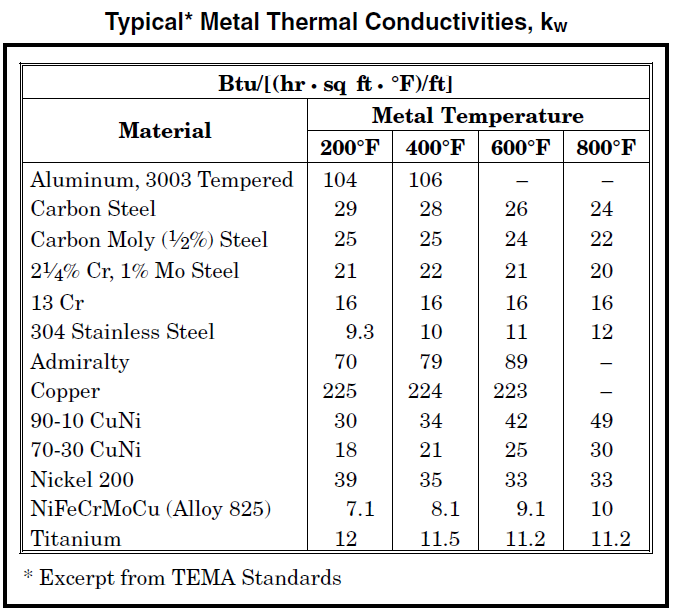 Typical* Metal Thermal Conductivities, kw
Btu/[(hr • sq ft • °F)/ft]
Material Metal Temperature
200°F 400°F 600°F 800°F
Aluminum, 3003 Tempered 104 106 – –
Carbon Steel 29 28 26 24
Carbon Moly (½%) Steel 25 25 24 22
2¼% Cr, 1% Mo Steel 21 22 21 20
13 Cr 16 16 16 16
304 Stainless Steel 9.3 10 11 12
Admiralty 70 79 89 –
Copper 225 224 223 –
90-10 CuNi 30 34 42 49
70-30 CuNi 18 21 25 30
Nickel 200 39 35 33 33
NiFeCrMoCu (Alloy 825) 7.1 8.1 9.1 10
Titanium 12 11.5 11.2 11.2
* Excerpt from TEMA Standards